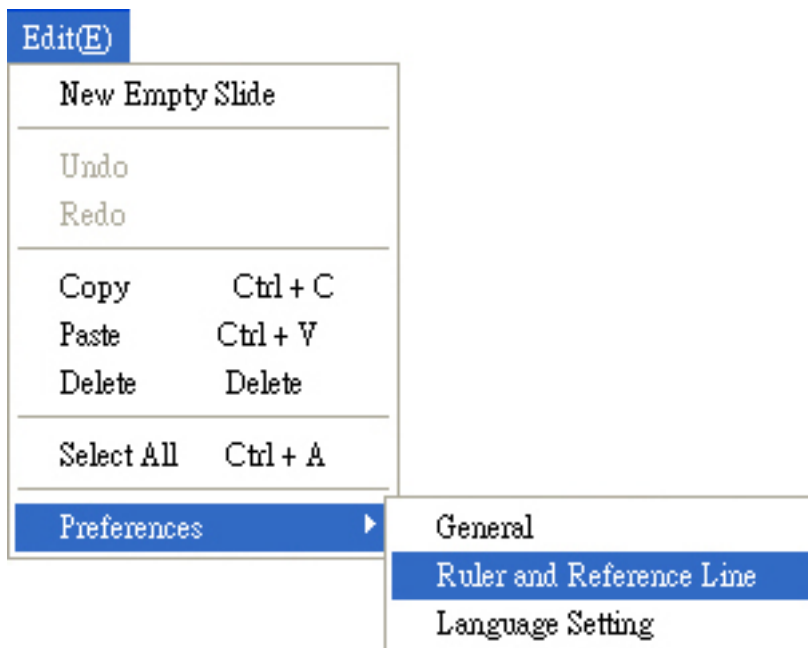 Edit(E)
New Empty Slide
Undo
Redo
Copy Ctrl + C
Paste Ctrl + V
Delete Delete
Select All Ctrl + A
Preferences
General
Ruler and Reference Line
Language Setting